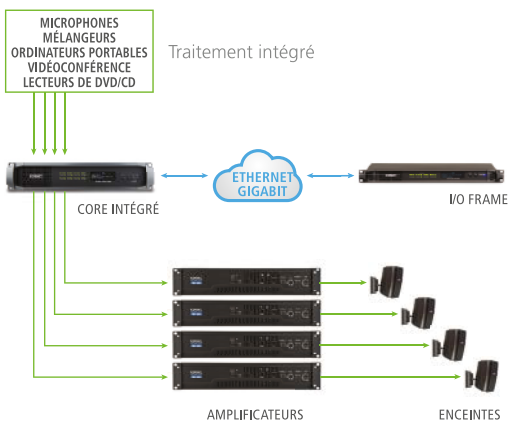 MICROPHONES
MÉLANGEURS
ORDINATEURS PORTABLES
VIDÉOCONFÉRENCE
LECTEURS DE DVD/CD
Traitement intégré
ETHERNET
GIGABIT
CORE INTÉGRÉ
I/O FRAME
AMPLIFICATEURS
ENCEINTES